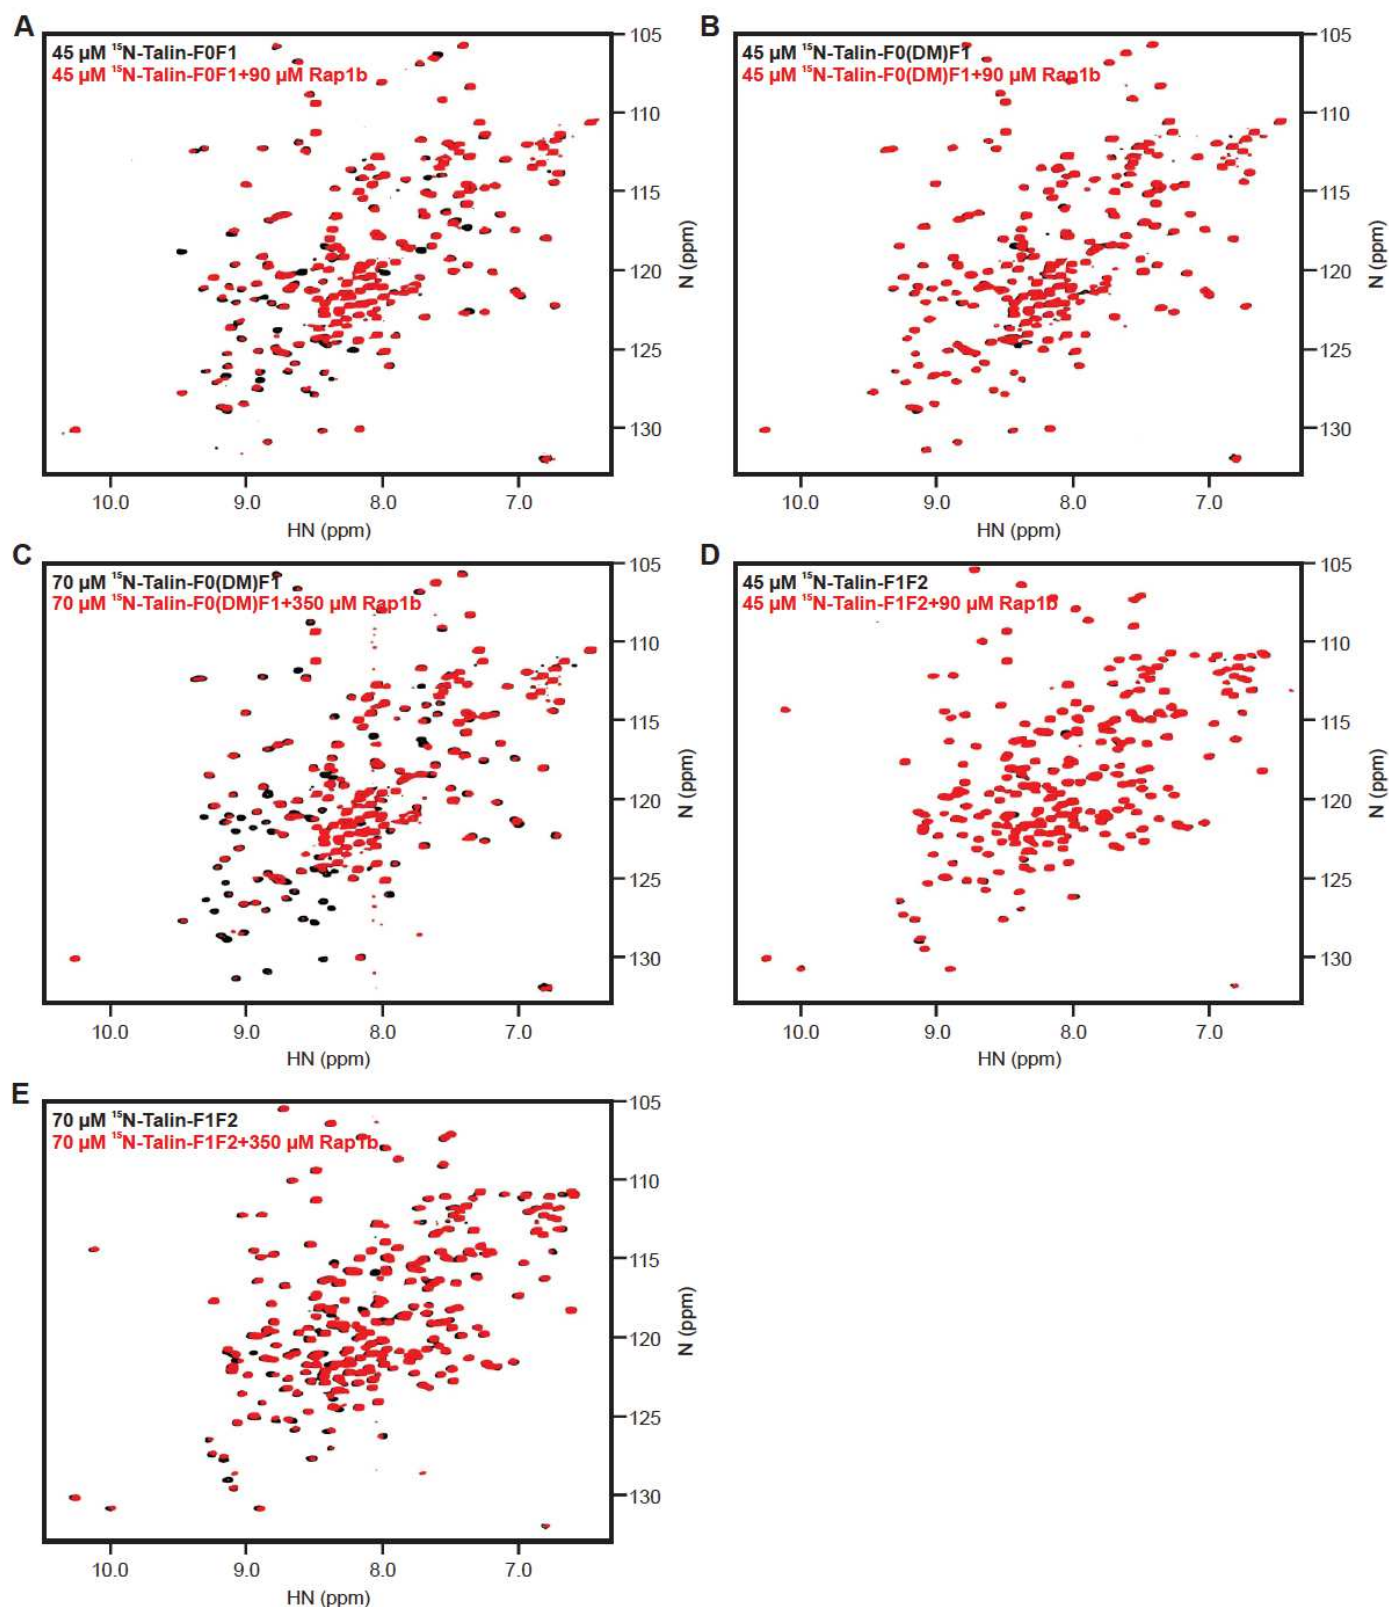 A
45 µM ¹⁵N-Talin-F0F1
45 µM ¹⁵N-Talin-F0F1+90 µM Rap1b
105
110
115
120
125
130
N (ppm)
10.0 9.0 8.0 7.0
HN (ppm)
B
45 µM ¹⁵N-Talin-F0(DM)F1
45 µM ¹⁵N-Talin-F0(DM)F1+90 µM Rap1b
105
110
115
120
125
130
N (ppm)
10.0 9.0 8.0 7.0
HN (ppm)
C
70 µM ¹⁵N-Talin-F0(DM)F1
70 µM ¹⁵N-Talin-F0(DM)F1+350 µM Rap1b
105
110
115
120
125
130
N (ppm)
10.0 9.0 8.0 7.0
HN (ppm)
D
45 µM ¹⁵N-Talin-F1F2
45 µM ¹⁵N-Talin-F1F2+90 µM Rap1b
105
110
115
120
125
130
N (ppm)
10.0 9.0 8.0 7.0
HN (ppm)
E
70 µM ¹⁵N-Talin-F1F2
70 µM ¹⁵N-Talin-F1F2+350 µM Rap1b
105
110
115
120
125
130
N (ppm)
10.0 9.0 8.0 7.0
HN (ppm)